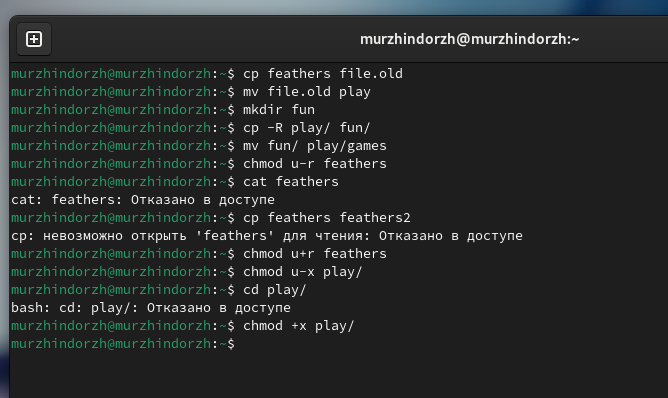 murzhindorzh@murzhindorzh:~
murzhindorzh@murzhindorzh:~$ cp feathers file.old
murzhindorzh@murzhindorzh:~$ mv file.old play
murzhindorzh@murzhindorzh:~$ mkdir fun
murzhindorzh@murzhindorzh:~$ cp -R play/ fun/
murzhindorzh@murzhindorzh:~$ mv fun/ play/games
murzhindorzh@murzhindorzh:~$ chmod u-r feathers
murzhindorzh@murzhindorzh:~$ cat feathers
cat: feathers: Отказано в доступе
murzhindorzh@murzhindorzh:~$ cp feathers feathers2
cp: невозможно открыть 'feathers' для чтения: Отказано в доступе
murzhindorzh@murzhindorzh:~$ chmod u+r feathers
murzhindorzh@murzhindorzh:~$ chmod u-x play/
murzhindorzh@murzhindorzh:~$ cd play/
bash: cd: play/: Отказано в доступе
murzhindorzh@murzhindorzh:~$ chmod +x play/
murzhindorzh@murzhindorzh:~$